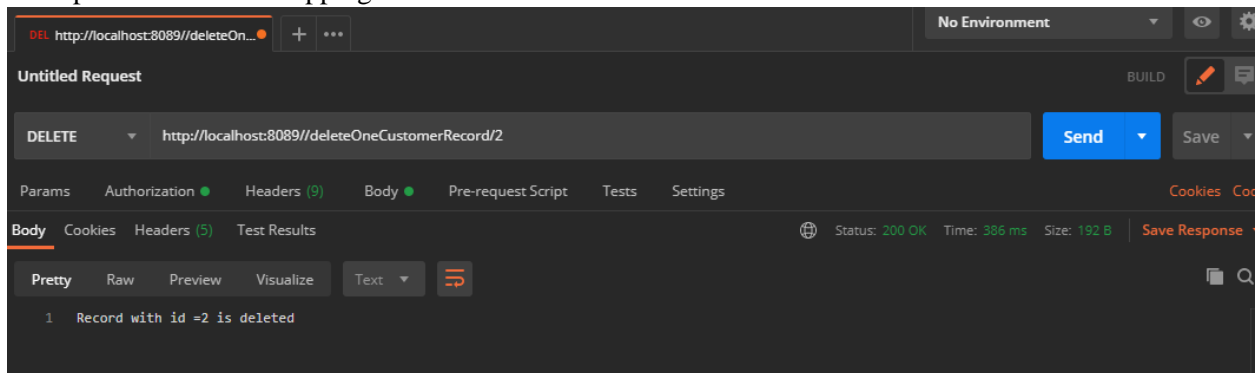 DEL http://localhost:8089//deleteOn... + ••• No Environment
Untitled Request BUILD
DELETE http://localhost:8089//deleteOneCustomerRecord/2 Send Save
Params Authorization Headers (9) Body Pre-request Script Tests Settings Cookies
Body Cookies Headers (5) Test Results Status: 200 OK Time: 386 ms Size: 192 B Save Response
Pretty Raw Preview Visualize Text
1 Record with id =2 is deleted